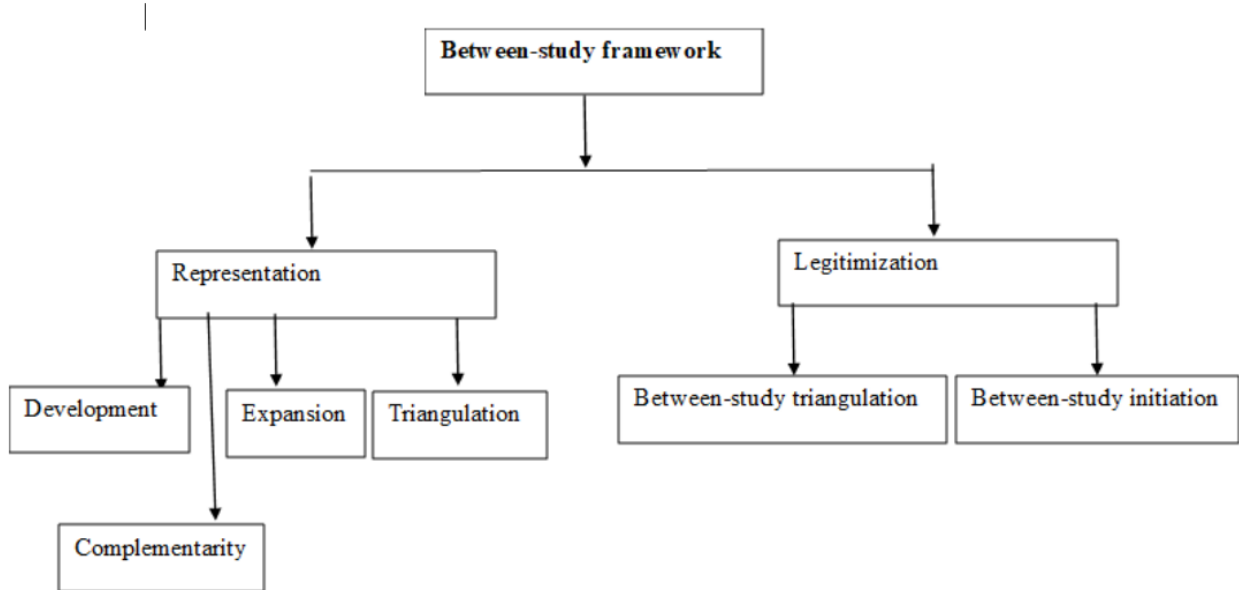 Between-study framework
Representation
Legitimization
Development
Expansion
Triangulation
Between-study triangulation
Between-study initiation
Complementarity